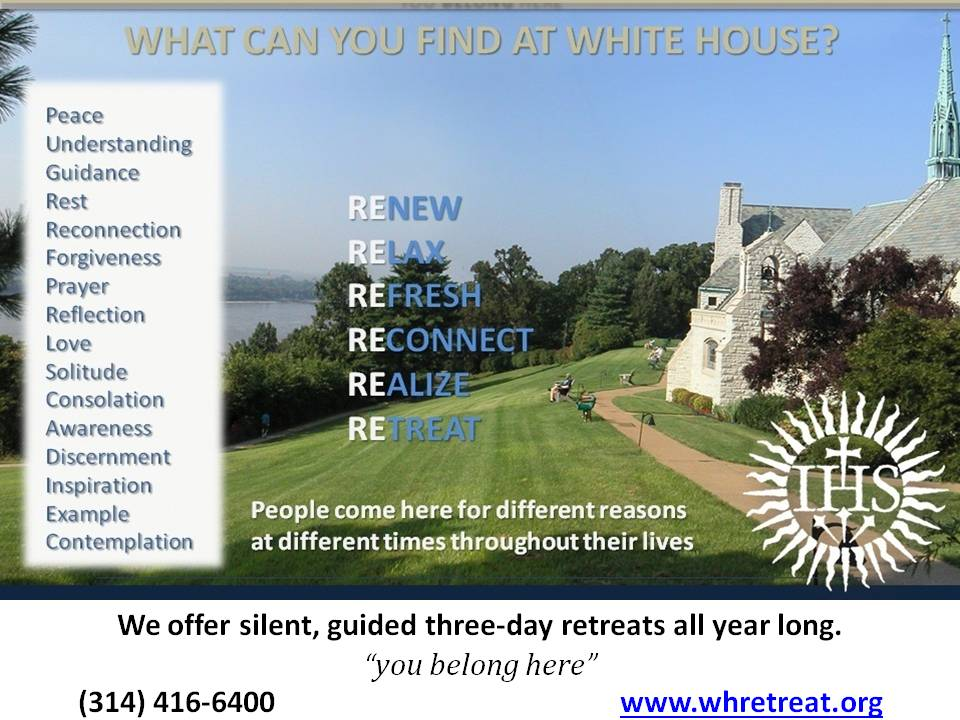 YOU BELONG HERE
WHAT CAN YOU FIND AT WHITE HOUSE?
Peace
Understanding
Guidance
Rest
Reconnection
Forgiveness
Prayer
Reflection
Love
Solitude
Consolation
Awareness
Discernment
Inspiration
Example
Contemplation
RENEW
RELAX
REFRESH
RECONNECT
REALIZE
RETREAT
People come here for different reasons
at different times throughout their lives
IHS
We offer silent, guided three-day retreats all year long.
“you belong here”
(314) 416-6400 www.whretreat.org